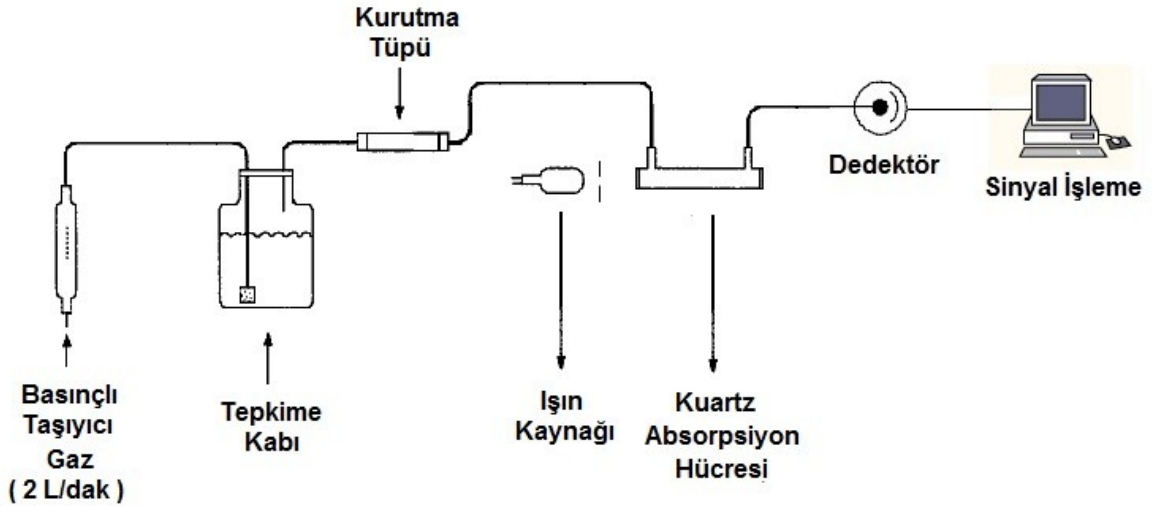 Kurutma
Tüpü
Dedektör
Sinyal İşleme
Basınçlı
Taşıyıcı
Gaz
( 2 L/dak )
Tepkime
Kabı
Işın
Kaynağı
Kuartz
Absorpsiyon
Hücresi